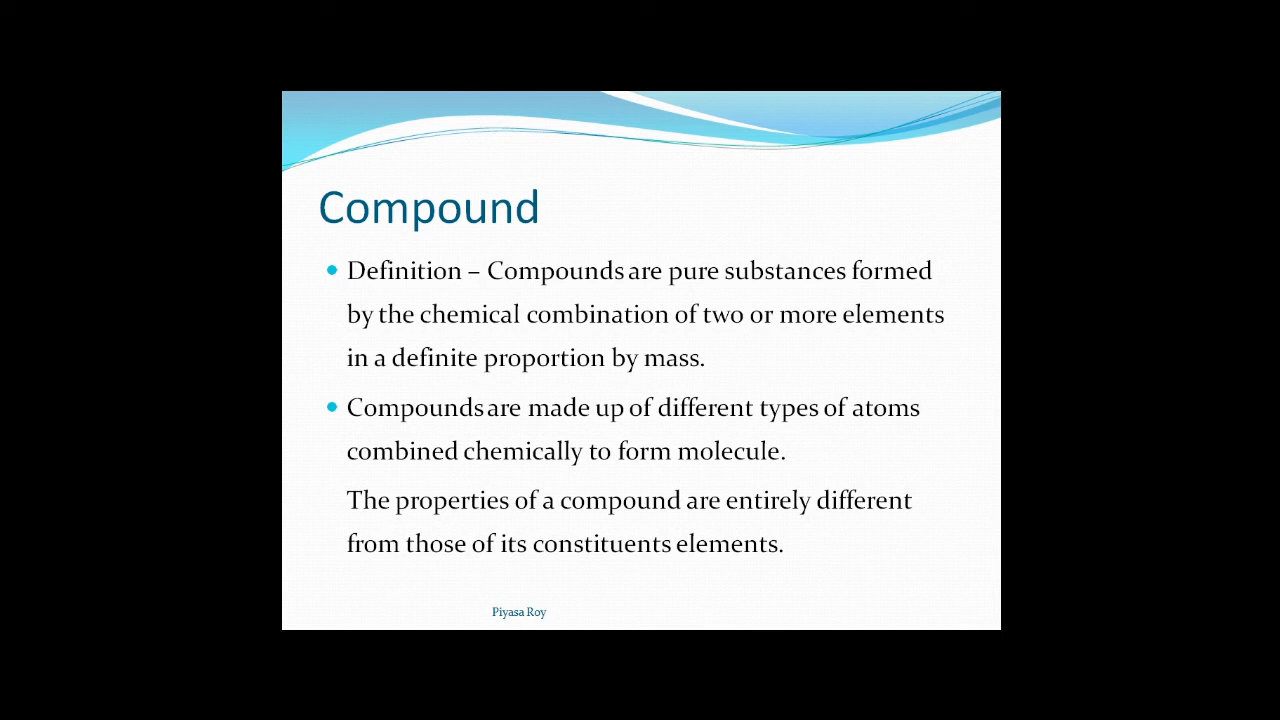 Compound
Definition – Compounds are pure substances formed
by the chemical combination of two or more elements
in a definite proportion by mass.
Compounds are made up of different types of atoms
combined chemically to form molecule.
The properties of a compound are entirely different
from those of its constituents elements.
Piyasa Roy